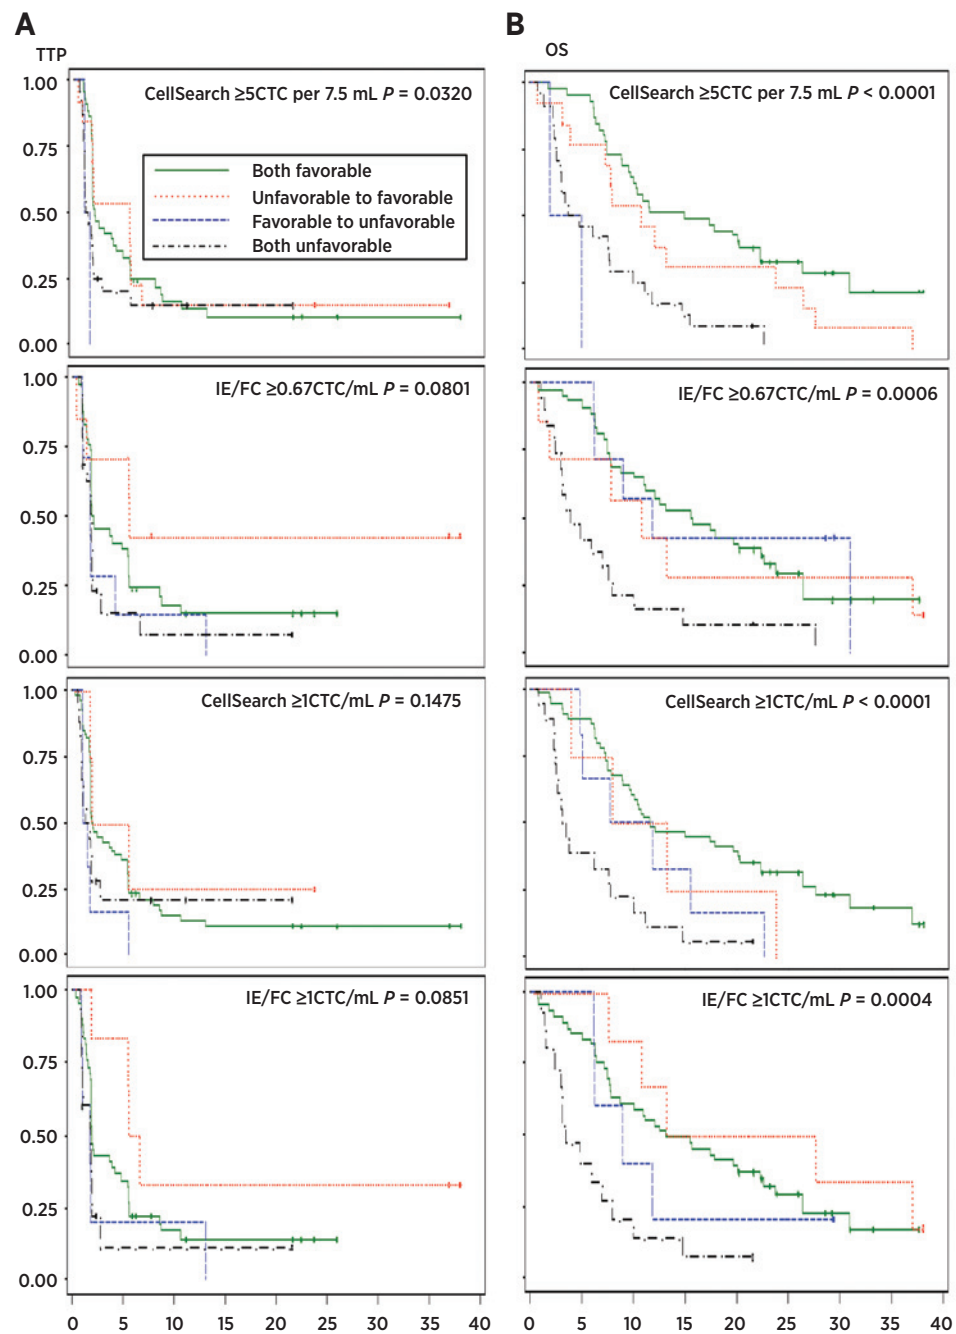 A
B
TTP
OS
CellSearch ≥5CTC per 7.5 mL P = 0.0320
1.00
0.75
0.50
0.25
0.00
Both favorable
Unfavorable to favorable
Favorable to unfavorable
Both unfavorable
CellSearch ≥5CTC per 7.5 mL P < 0.0001
IE/FC ≥0.67CTC/mL P = 0.0801
1.00
0.75
0.50
0.25
0.00
IE/FC ≥0.67CTC/mL P = 0.0006
CellSearch ≥1CTC/mL P = 0.1475
1.00
0.75
0.50
0.25
0.00
CellSearch ≥1CTC/mL P < 0.0001
IE/FC ≥1CTC/mL P = 0.0851
1.00
0.75
0.50
0.25
0.00
IE/FC ≥1CTC/mL P = 0.0004
0 5 10 15 20 25 30 35 40
0 5 10 15 20 25 30 35 40